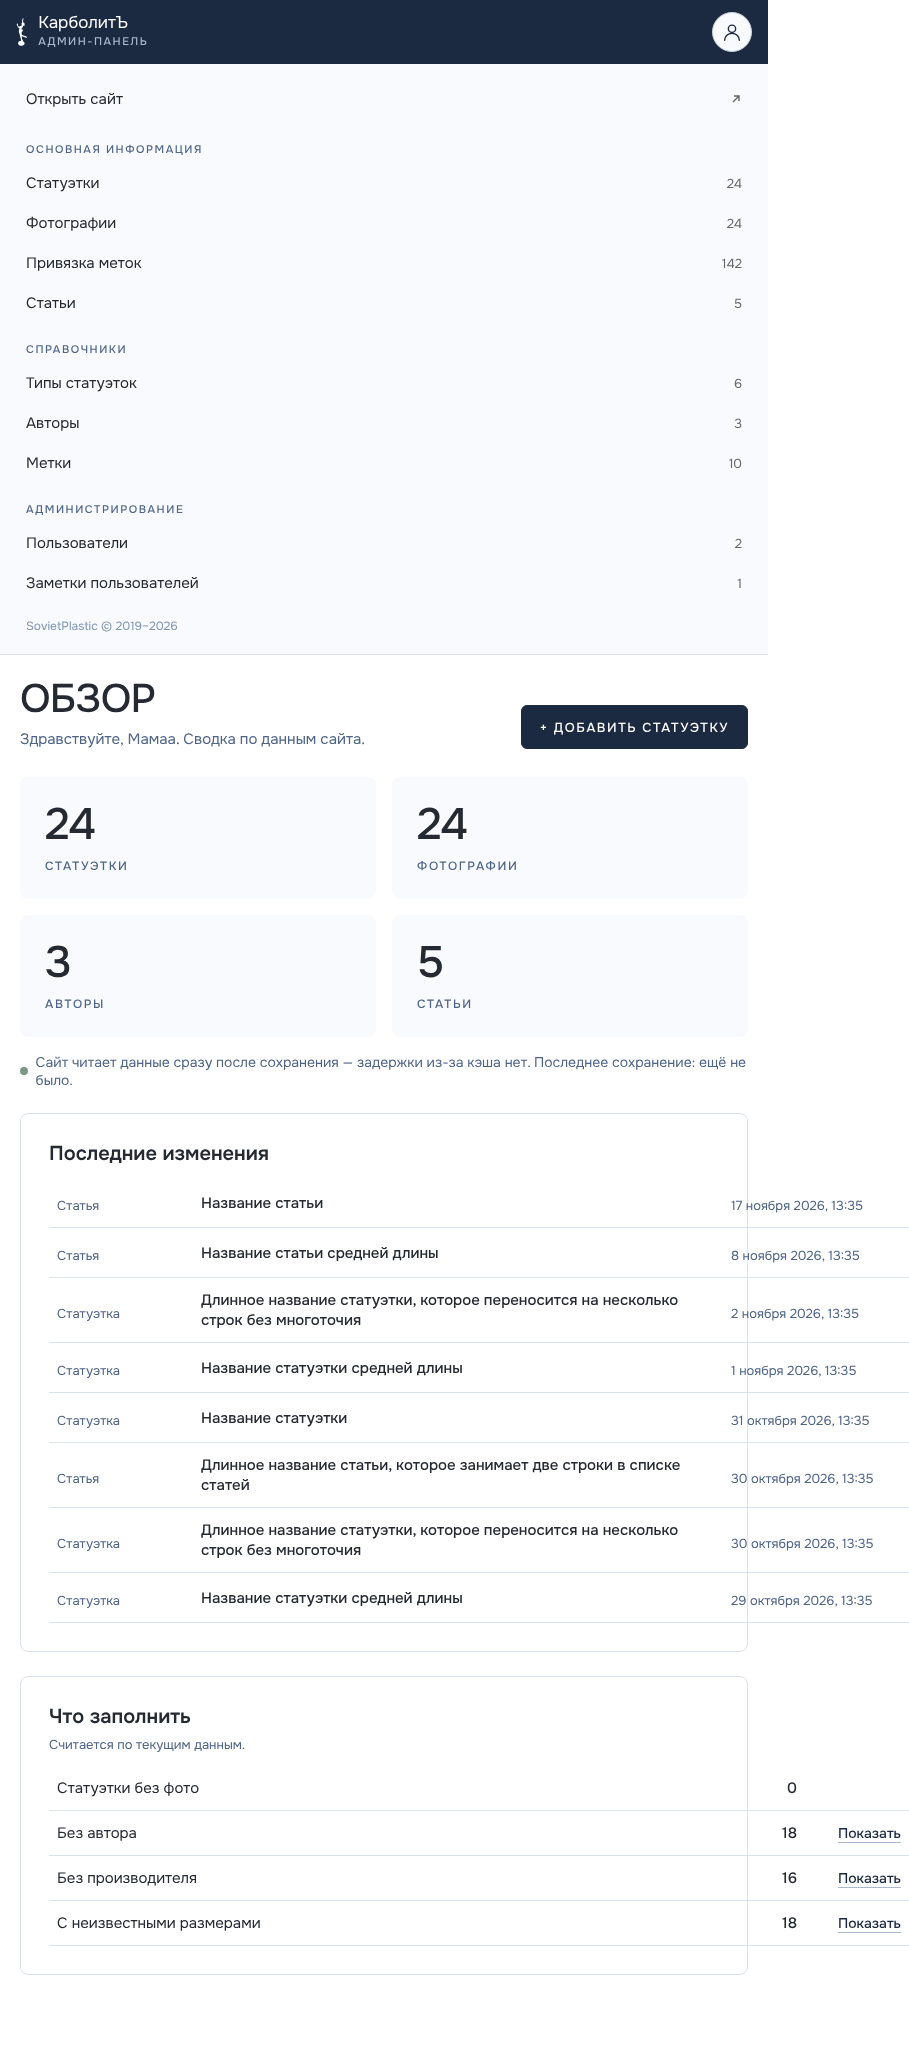 КарболитЪ
АДМИН-ПАНЕЛЬ
Открыть сайт
ОСНОВНАЯ ИНФОРМАЦИЯ
Статуэтки 24
Фотографии 24
Привязка меток 142
Статьи 5
СПРАВОЧНИКИ
Типы статуэток 6
Авторы 3
Метки 10
АДМИНИСТРИРОВАНИЕ
Пользователи 2
Заметки пользователей 1
SovietPlastic © 2019–2026
ОБЗОР
Здравствуйте, Мамаа. Сводка по данным сайта.
+ ДОБАВИТЬ СТАТУЭТКУ
24
СТАТУЭТКИ
24
ФОТОГРАФИИ
3
АВТОРЫ
5
СТАТЬИ
Сайт читает данные сразу после сохранения — задержки из-за кэша нет. Последнее сохранение: ещё не
было.
Последние изменения
Статья Название статьи 17 ноября 2026, 13:35
Статья Название статьи средней длины 8 ноября 2026, 13:35
Статуэтка Длинное название статуэтки, которое переносится на несколько
строк без многоточия 2 ноября 2026, 13:35
Статуэтка Название статуэтки средней длины 1 ноября 2026, 13:35
Статуэтка Название статуэтки 31 октября 2026, 13:35
Статья Длинное название статьи, которое занимает две строки в списке
статей 30 октября 2026, 13:35
Статуэтка Длинное название статуэтки, которое переносится на несколько
строк без многоточия 30 октября 2026, 13:35
Статуэтка Название статуэтки средней длины 29 октября 2026, 13:35
Что заполнить
Считается по текущим данным.
Статуэтки без фото 0
Без автора 18 Показать
Без производителя 16 Показать
С неизвестными размерами 18 Показать